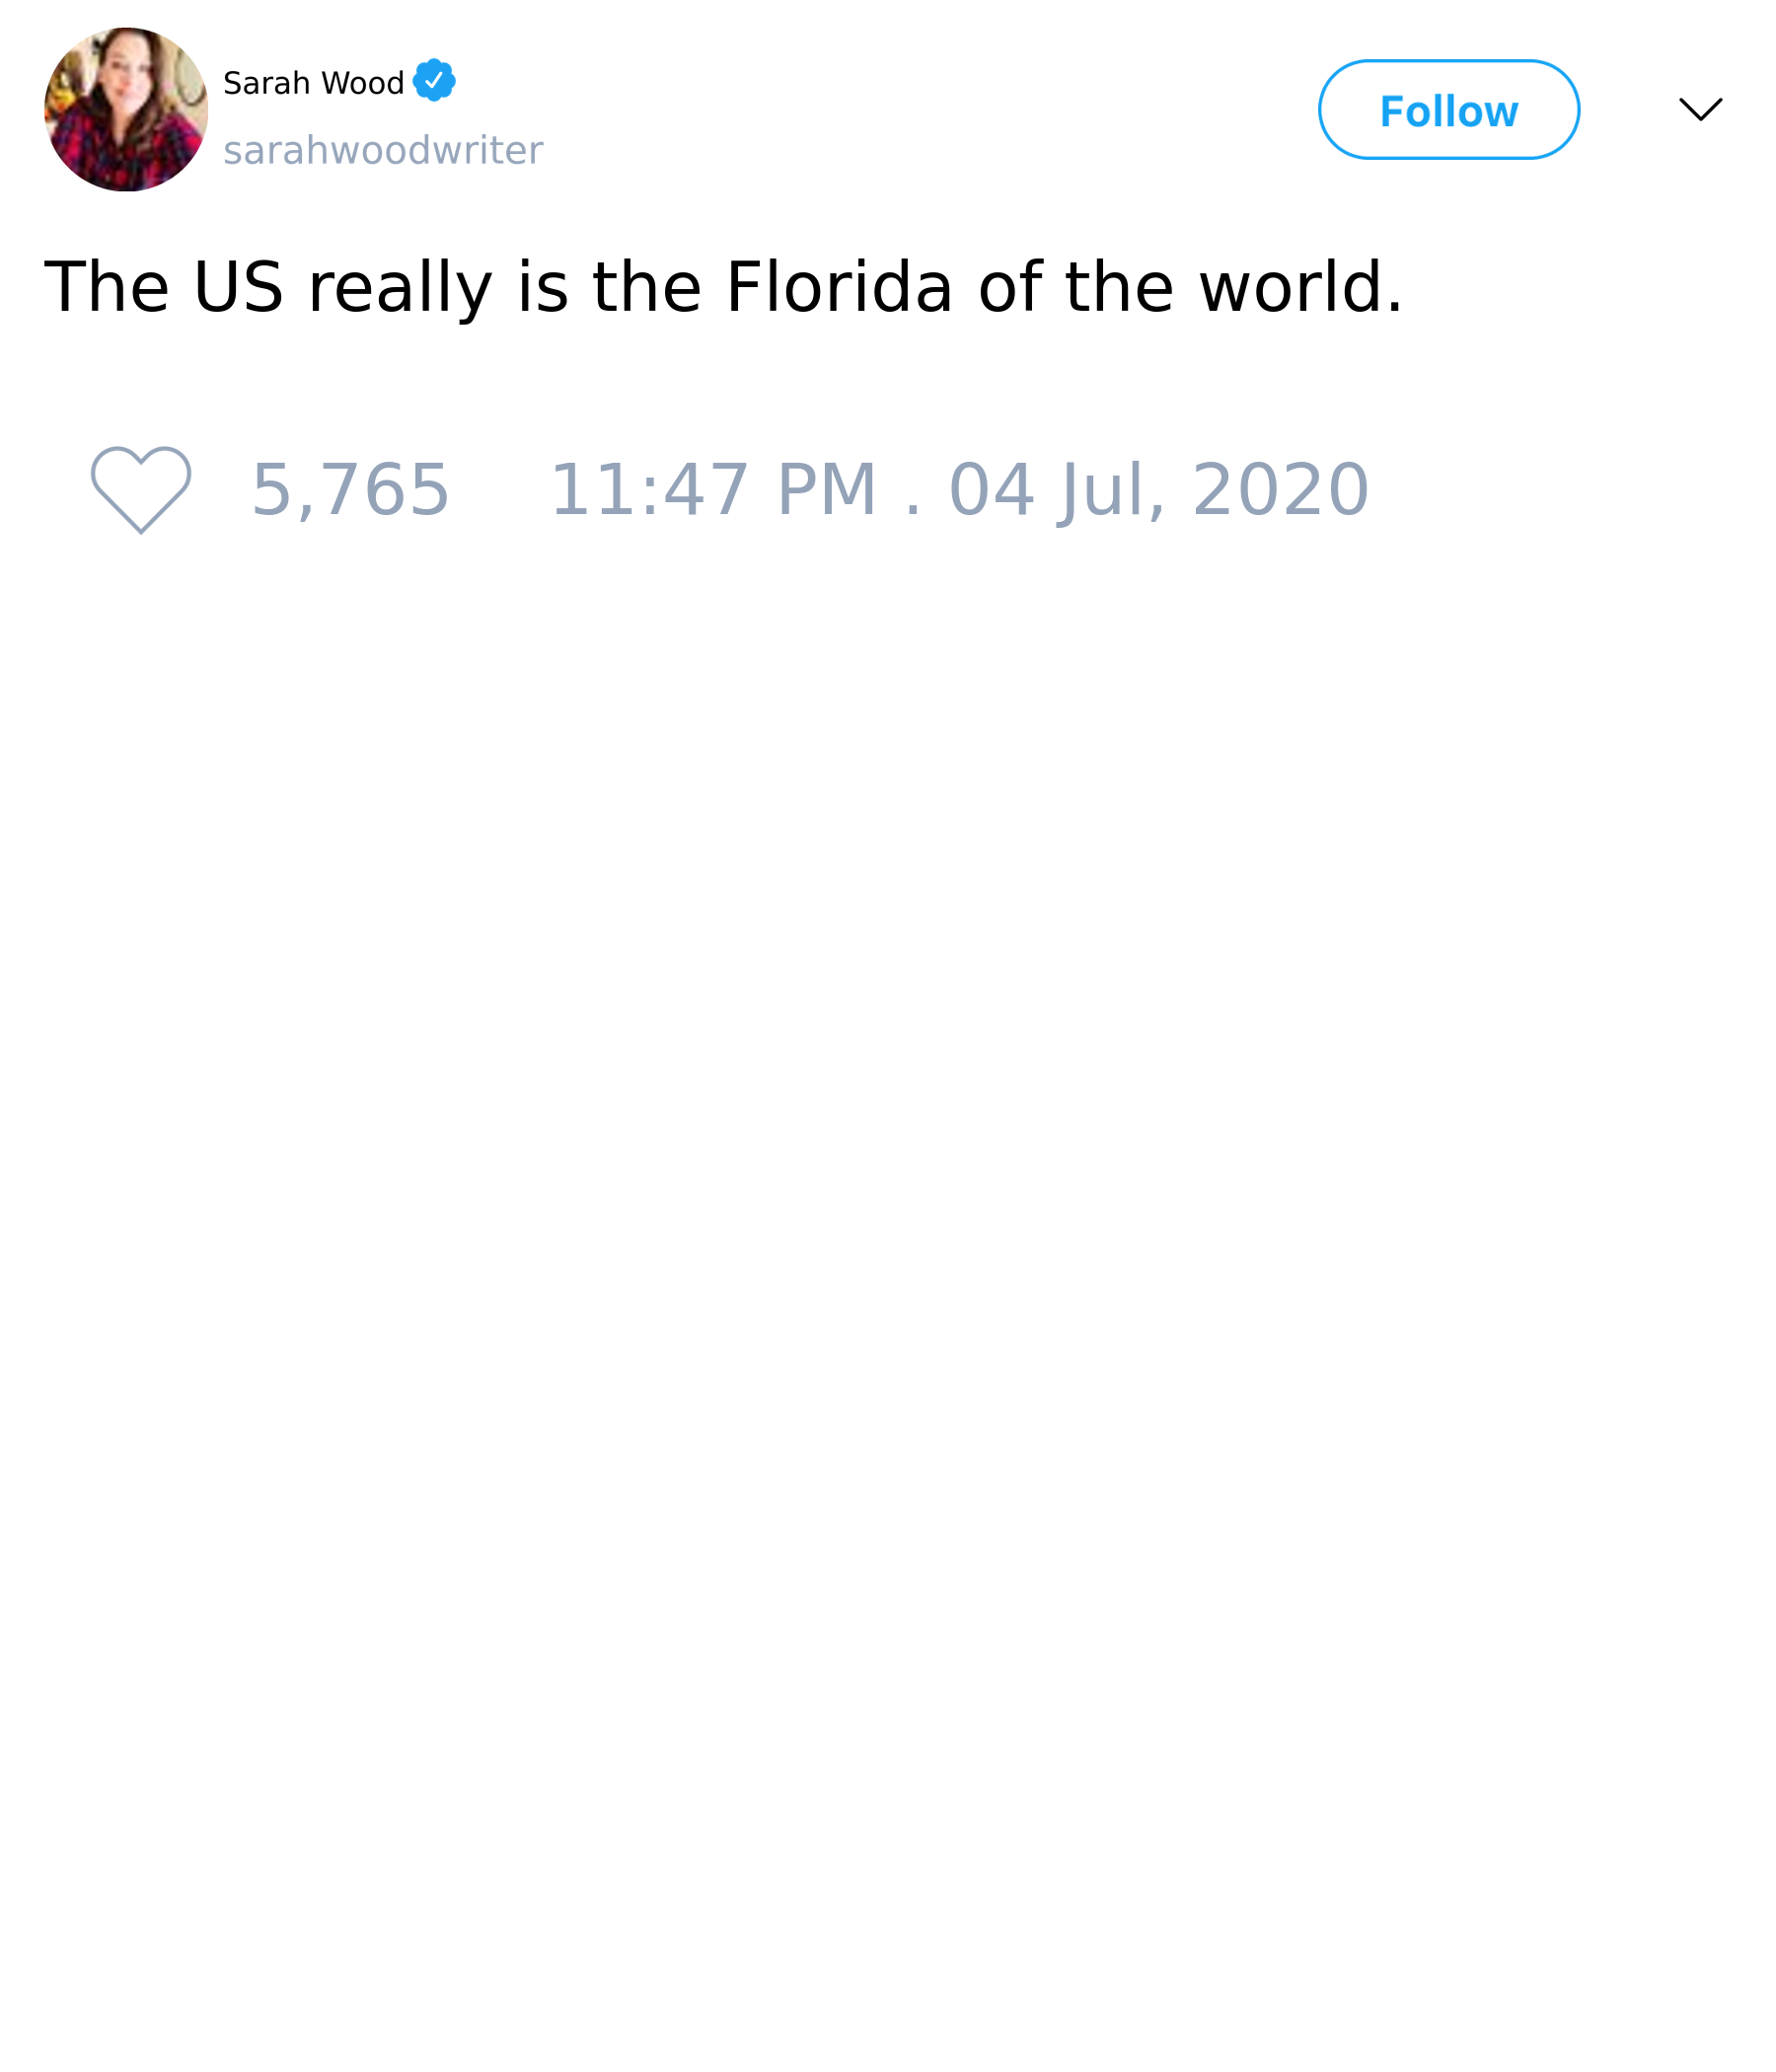 Sarah Wood
sarahwoodwriter
Follow
The US really is the Florida of the world.
5,765 11:47 PM . 04 Jul, 2020